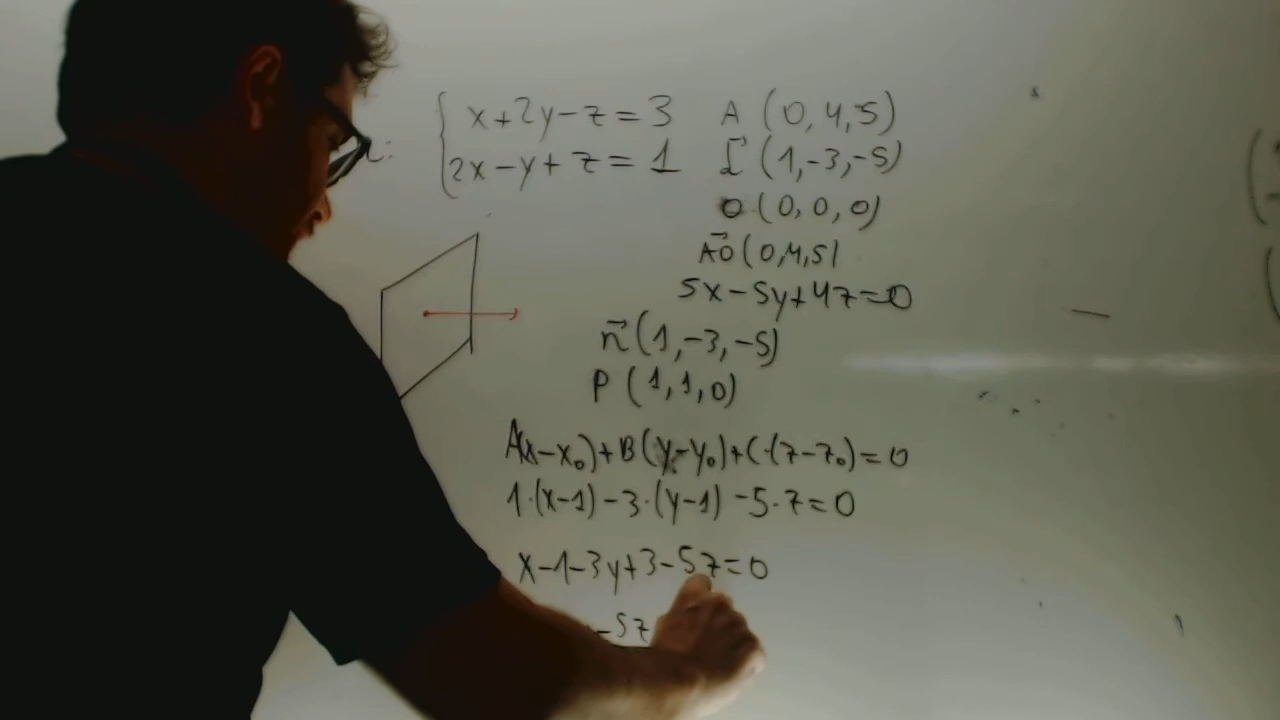 x+2y-z=3 A (0,4,5)
2x-y+z=1 (1,-3,-5)
O (0,0,0)
AO (0,4,5)
5x-5y+4z=0
n (1,-3,-5)
P (1,1,0)
A(x-x₀)+B(y-y₀)+C·(z-z₀)=0
1·(x-1)-3·(y-1)-5·z=0
x-1-3y+3-5z=0
-5z